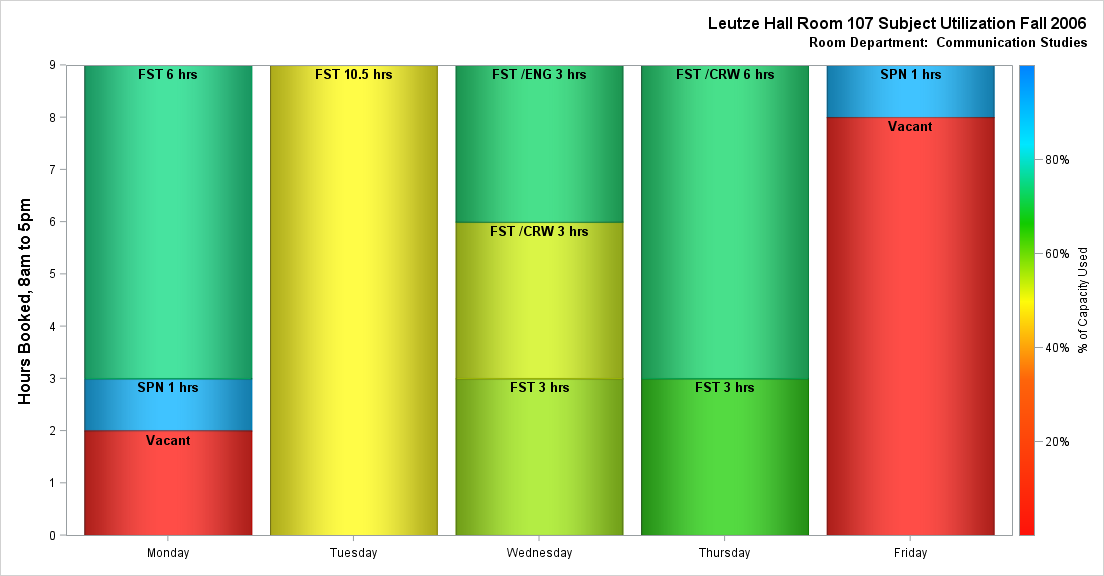 Leutze Hall Room 107 Subject Utilization Fall 2006
Room Department:  Communication Studies
Hours Booked, 8am to 5pm
9
8
7
6
5
4
3
2
1
0
FST 6 hrs
SPN 1 hrs
Vacant
FST 10.5 hrs
FST /ENG 3 hrs
FST /CRW 3 hrs
FST 3 hrs
FST /CRW 6 hrs
FST 3 hrs
SPN 1 hrs
Vacant
Monday
Tuesday
Wednesday
Thursday
Friday
80%
60%
40%
20%
% of Capacity Used